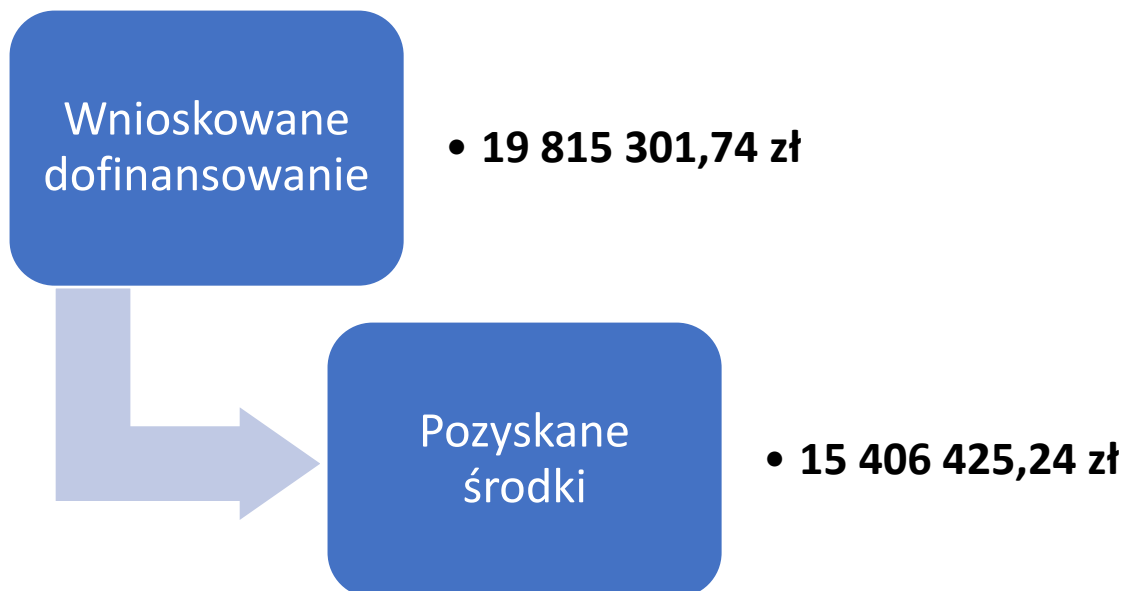 Wnioskowane
dofinansowanie
• 19 815 301,74 zł
Pozyskane
środki
• 15 406 425,24 zł